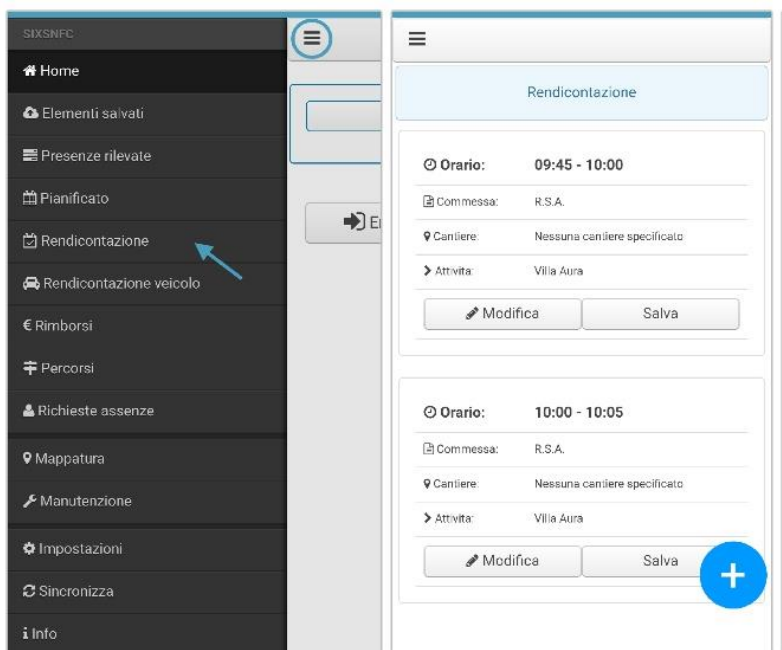 SIXSNFC
Home
Elementi salvati
Presenze rilevate
Pianificato
Rendicontazione
Rendicontazione veicolo
€ Rimborsi
Percorsi
Richieste assenze
Mappatura
Manutenzione
Impostazioni
Sincronizza
i Info
Rendicontazione
Orario: 09:45 - 10:00
Commessa: R.S.A.
Cantiere: Nessuna cantiere specificato
Attivita: Villa Aura
Modifica Salva
Orario: 10:00 - 10:05
Commessa: R.S.A.
Cantiere: Nessuna cantiere specificato
Attivita: Villa Aura
Modifica Salva
+